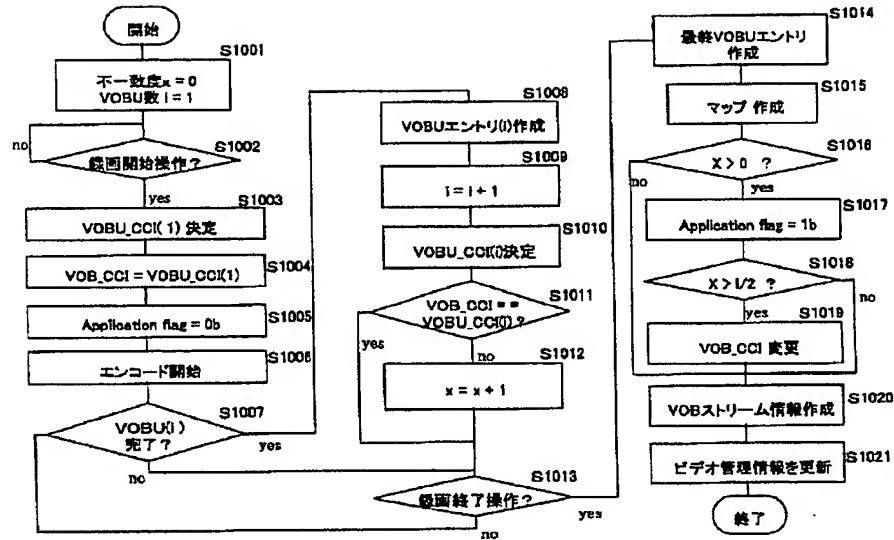 開始
S1001
不一致度x = 0
VOBU数 i = 1
S1002
no
録画開始操作?
yes
S1003
VOBU_CCI( 1) 決定
S1004
VOB_CCI = VOBU_CCI(1)
S1005
Application flag = 0b
S1006
エンコード開始
S1007
VOBU(i )
完了?
yes
no
S1008
VOBUエントリ(i)作成
S1009
i = i + 1
S1010
VOBU_CCI(i)決定
S1011
VOB_CCI ==
VOBU_CCI(i) ?
yes
no
S1012
x = x + 1
S1013
録画終了操作?
yes
no
S1014
最終VOBUエントリ
作成
S1015
マップ 作成
S1016
X > 0 ?
no
yes
S1017
Application flag = 1b
S1018
X > i/2 ?
no
yes
S1019
VOB_CCI 変更
S1020
VOBストリーム情報作成
S1021
ビデオ管理情報を更新
終了